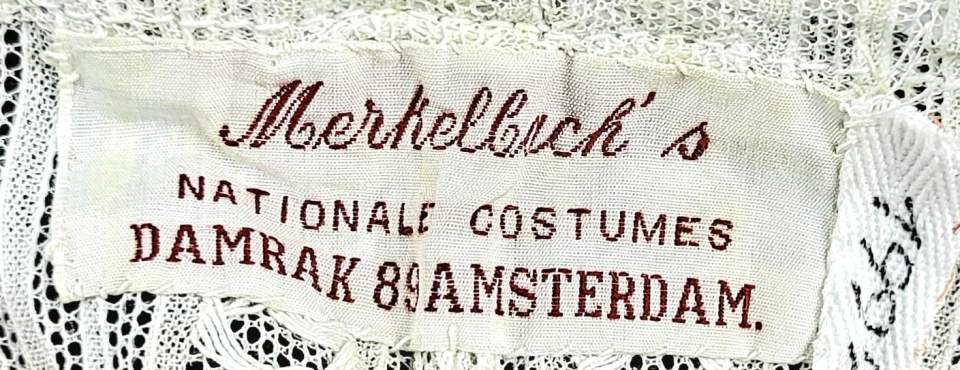 Merkelbach's
NATIONALE COSTUMES
DAMRAK 89 AMSTERDAM.